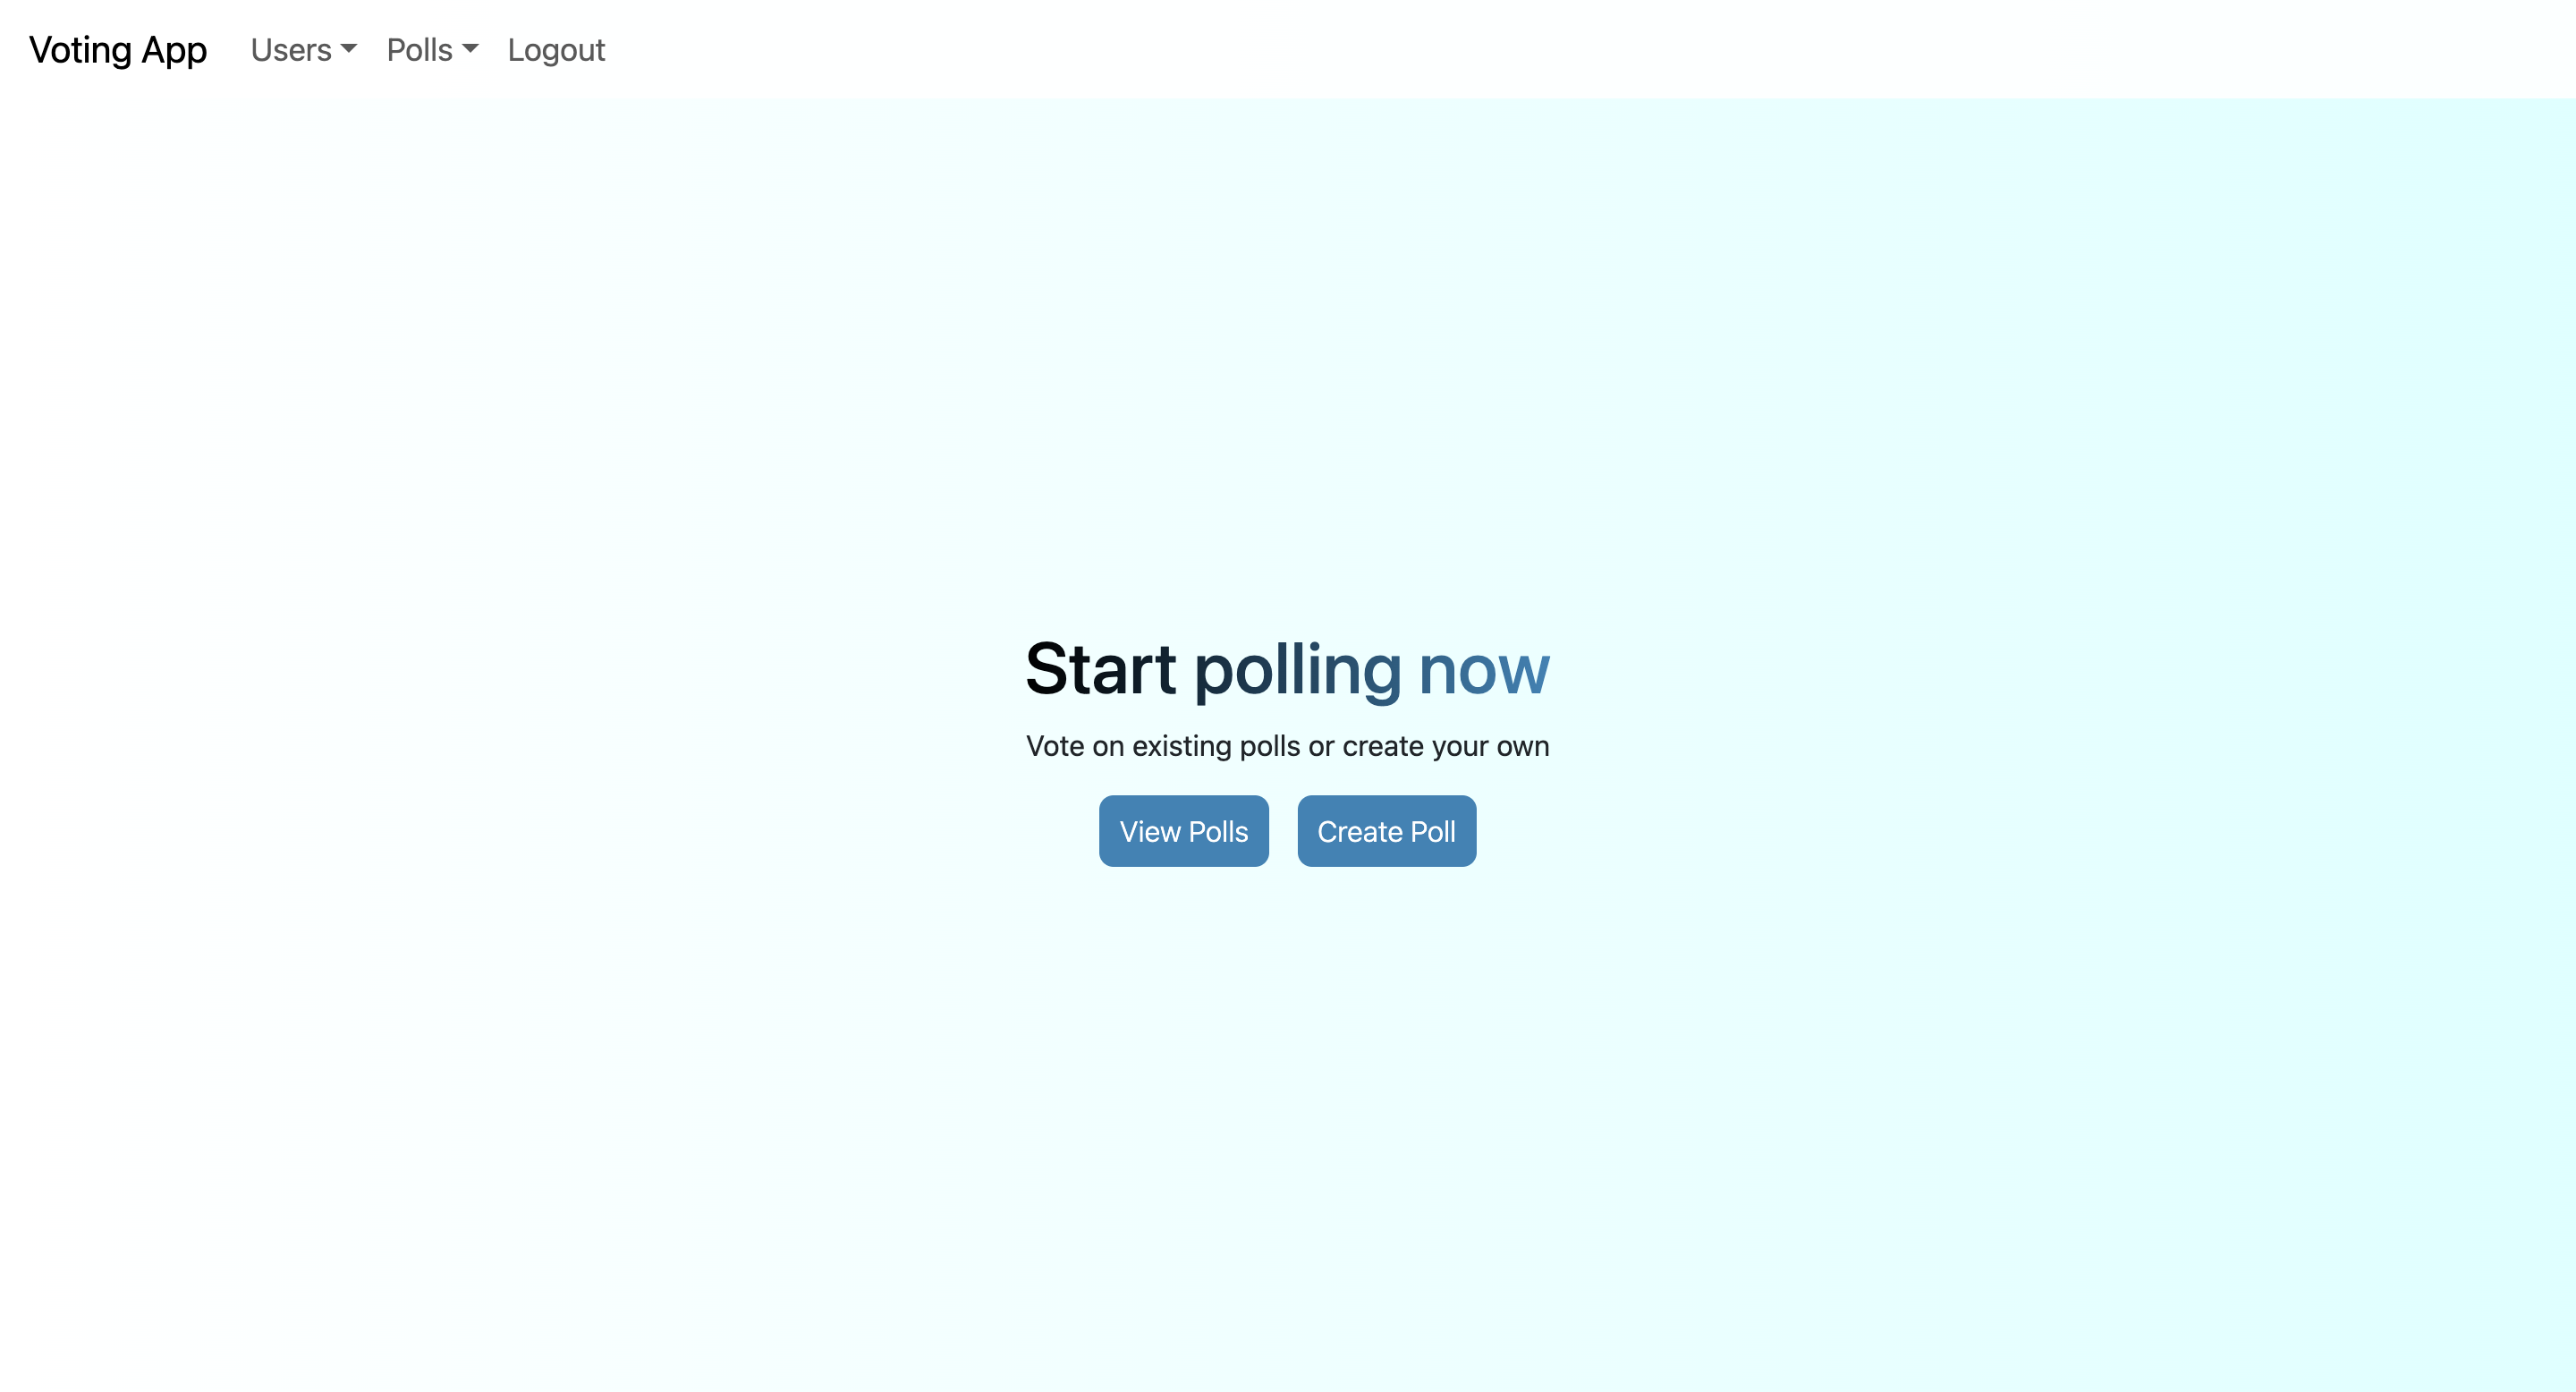 Voting App Users Polls Logout
Start polling now
Vote on existing polls or create your own
View Polls Create Poll